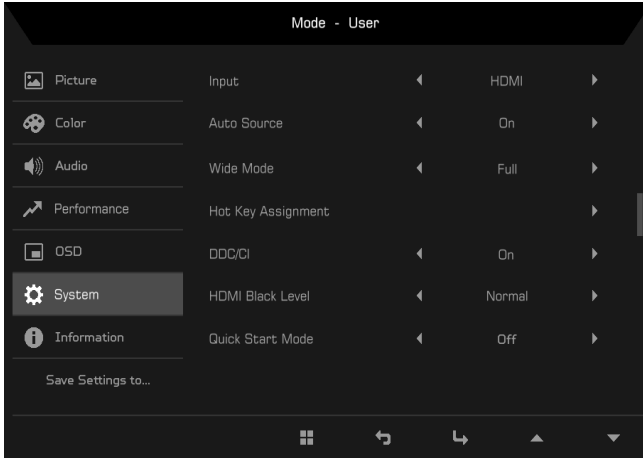 Mode - User
Picture
Input HDMI
Color
Auto Source On
Audio
Wide Mode Full
Performance
Hot Key Assignment
OSD
DDC/CI On
System
HDMI Black Level Normal
Information
Quick Start Mode Off
Save Settings to...